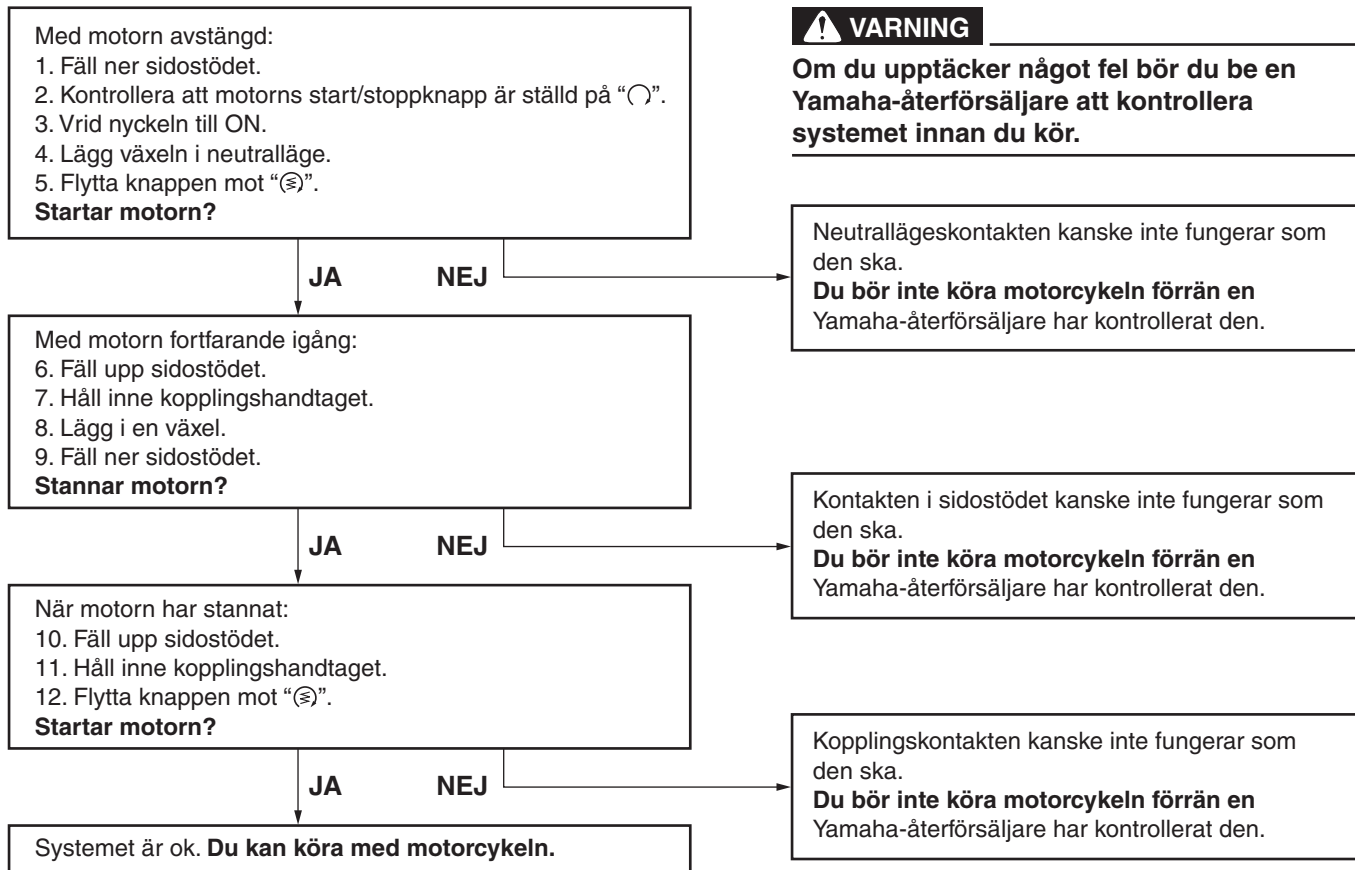 Med motorn avstängd:
1. Fäll ner sidostödet.
2. Kontrollera att motorns start/stoppknapp är ställd på “○”.
3. Vrid nyckeln till ON.
4. Lägg växeln i neutralläge.
5. Flytta knappen mot “”.
Startar motorn?
VARNING
Om du upptäcker något fel bör du be en
Yamaha-återförsäljare att kontrollera
systemet innan du kör.
JA NEJ
Neutrallägeskontakten kanske inte fungerar som
den ska.
Du bör inte köra motorcykeln förrän en
Yamaha-återförsäljare har kontrollerat den.
Med motorn fortfarande igång:
6. Fäll upp sidostödet.
7. Håll inne kopplingshandtaget.
8. Lägg i en växel.
9. Fäll ner sidostödet.
Stannar motorn?
JA NEJ
Kontakten i sidostödet kanske inte fungerar som
den ska.
Du bör inte köra motorcykeln förrän en
Yamaha-återförsäljare har kontrollerat den.
När motorn har stannat:
10. Fäll upp sidostödet.
11. Håll inne kopplingshandtaget.
12. Flytta knappen mot “”.
Startar motorn?
JA NEJ
Kopplingskontakten kanske inte fungerar som
den ska.
Du bör inte köra motorcykeln förrän en
Yamaha-återförsäljare har kontrollerat den.
Systemet är ok. Du kan köra med motorcykeln.